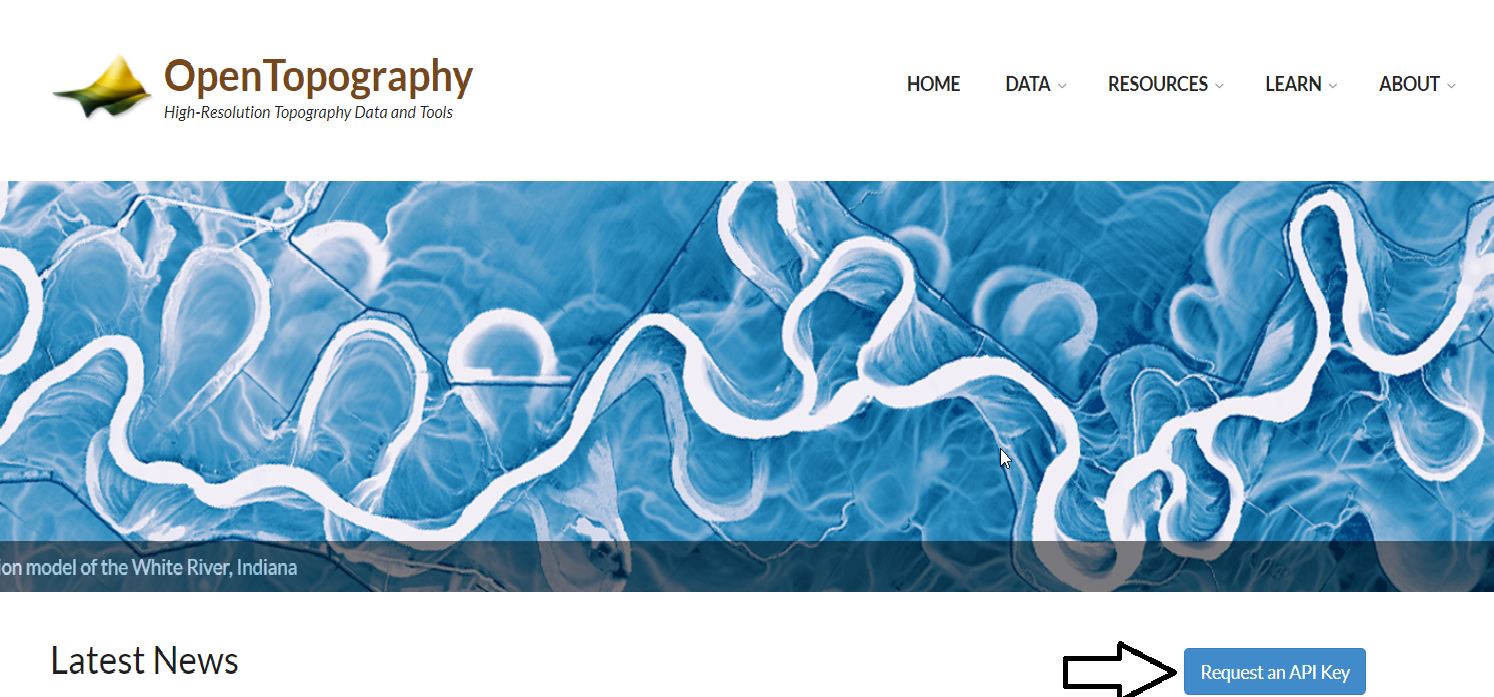 OpenTopography
High-Resolution Topography Data and Tools
HOME DATA RESOURCES LEARN ABOUT
ion model of the White River, Indiana
Latest News
Request an API Key